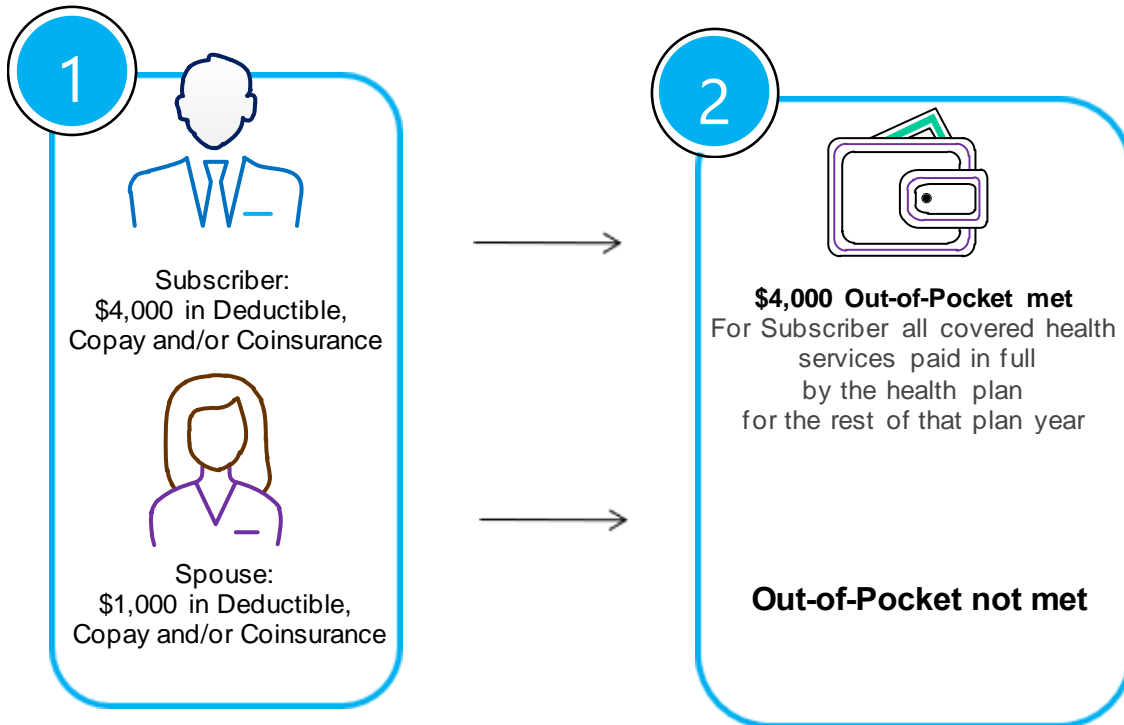 1
Subscriber:
$4,000 in Deductible,
Copay and/or Coinsurance
Spouse:
$1,000 in Deductible,
Copay and/or Coinsurance
2
$4,000 Out-of-Pocket met
For Subscriber all covered health
services paid in full
by the health plan
for the rest of that plan year
Out-of-Pocket not met